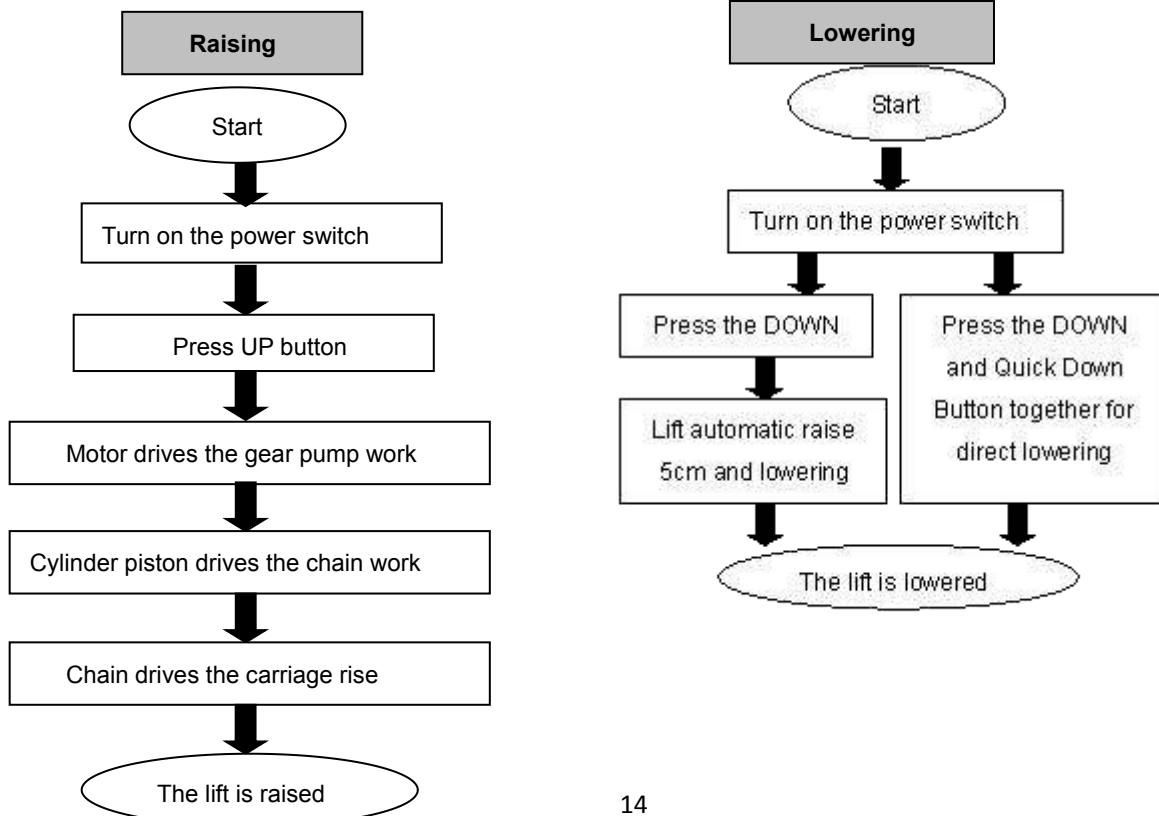 Raising
Start
Turn on the power switch
Press UP button
Motor drives the gear pump work
Cylinder piston drives the chain work
Chain drives the carriage rise
The lift is raised
Lowering
Start
Turn on the power switch
Press the DOWN
Lift automatic raise
5cm and lowering
Press the DOWN
and Quick Down
Button together for
direct lowering
The lift is lowered
14